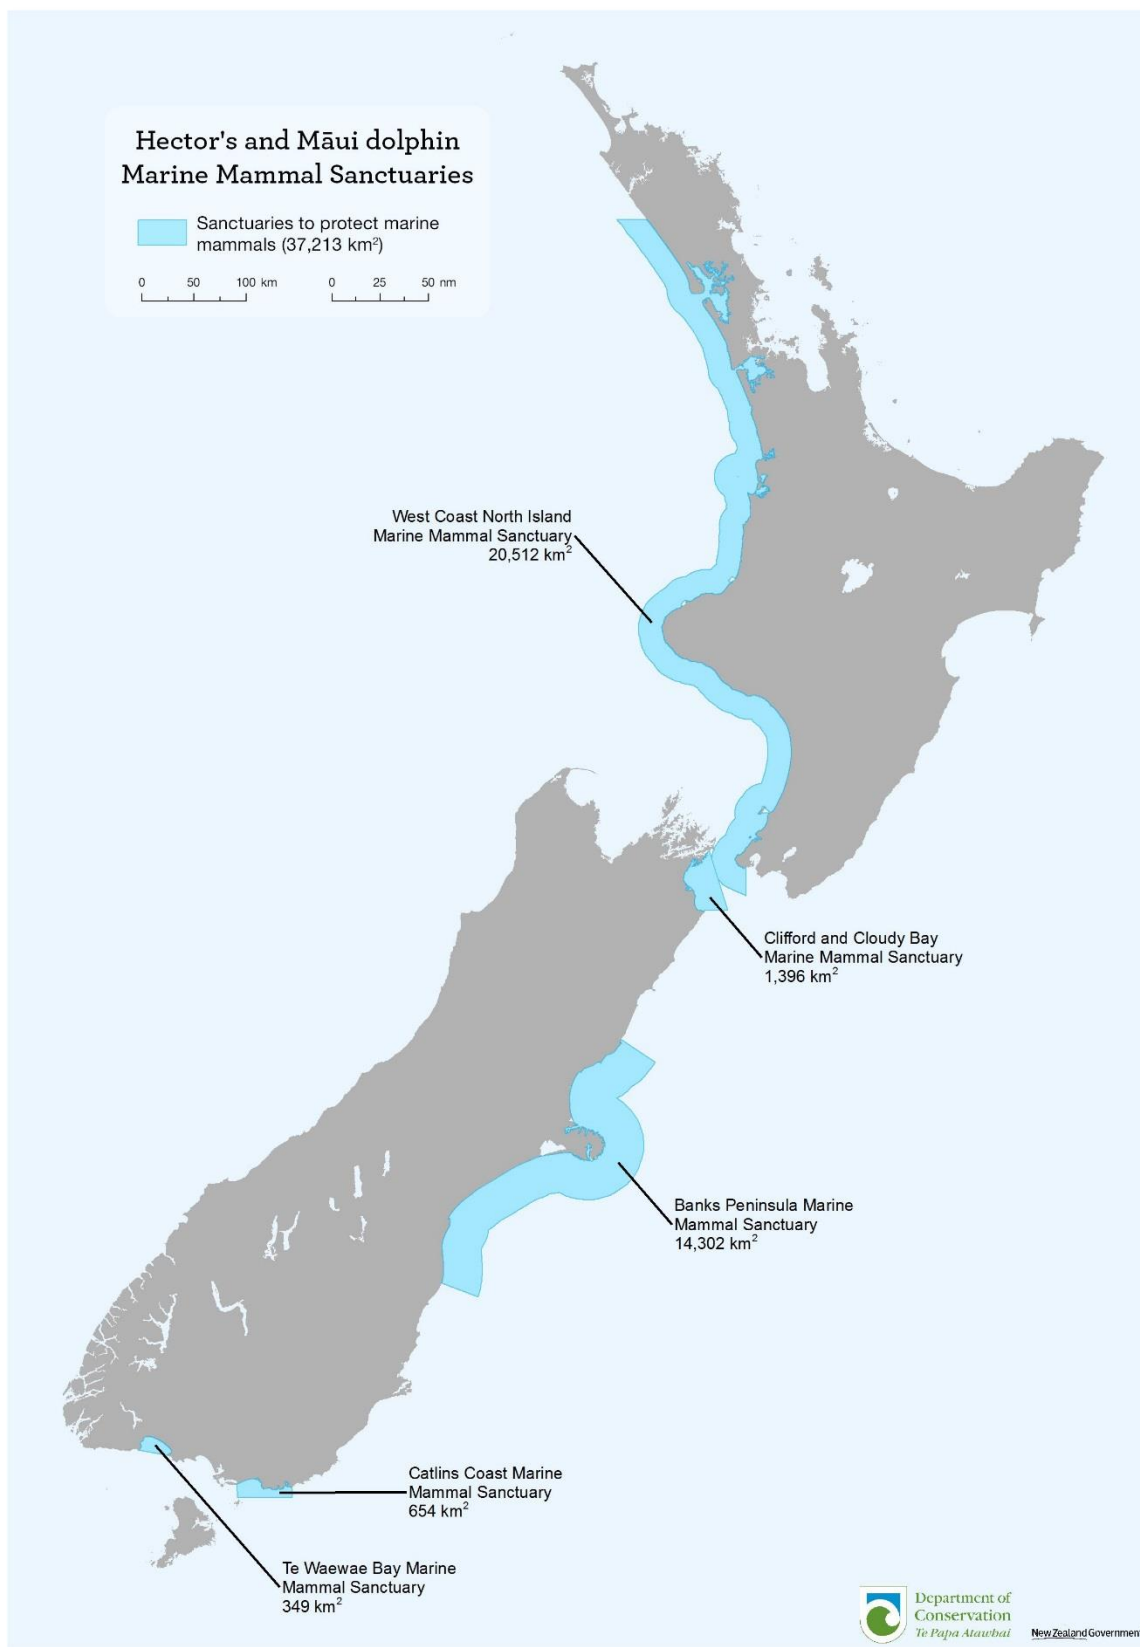 Hector's and Māui dolphin
Marine Mammal Sanctuaries
Sanctuaries to protect marine
mammals (37,213 km²)
0 50 100 km
0 25 50 nm
West Coast North Island
Marine Mammal Sanctuary
20,512 km²
Clifford and Cloudy Bay
Marine Mammal Sanctuary
1,396 km²
Banks Peninsula Marine
Mammal Sanctuary
14,302 km²
Catlins Coast Marine
Mammal Sanctuary
654 km²
Te Waewae Bay Marine
Mammal Sanctuary
349 km²
Department of
Conservation
Te Papa Atawhai
New Zealand Government